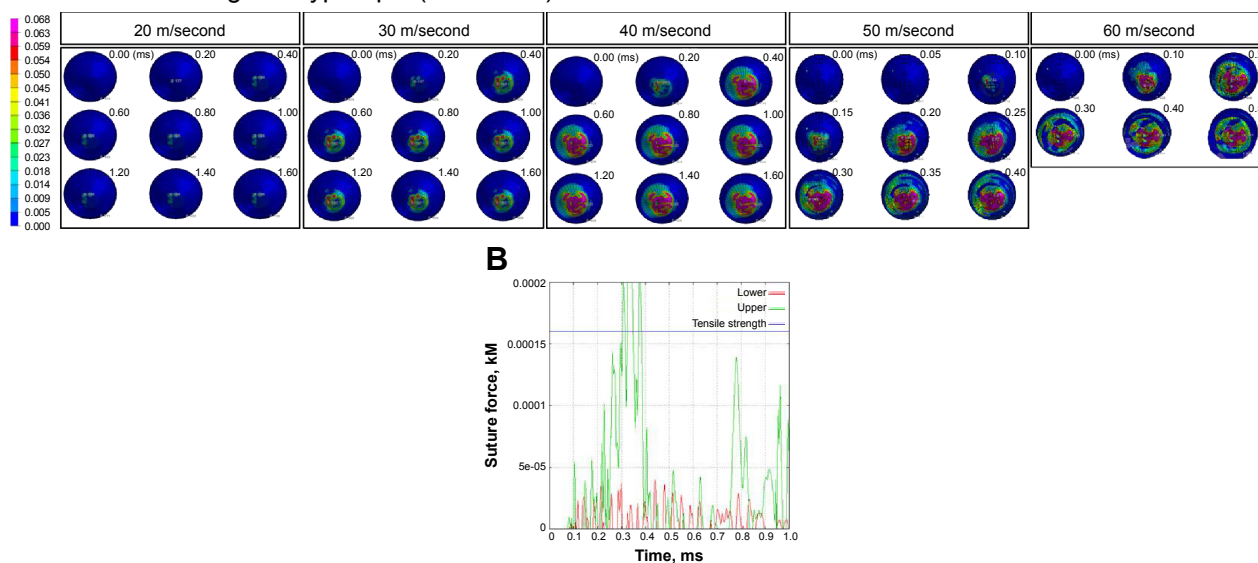 20 m/second 30 m/second 40 m/second 50 m/second 60 m/second
0.068
0.063
0.059
0.054
0.050
0.045
0.041
0.036
0.032
0.027
0.023
0.018
0.014
0.009
0.005
0.000
0.00 (ms) 0.20 0.40
0.60 0.80 1.00
1.20 1.40 1.60
0.00 (ms) 0.20 0.40
0.60 0.80 1.00
1.20 1.40 1.60
0.00 (ms) 0.20 0.40
0.60 0.80 1.00
1.20 1.40 1.60
0.00 (ms) 0.05 0.10
0.15 0.20 0.25
0.30 0.35 0.40
0.00 (ms) 0.10
0.30 0.40
B
Suture force, kM
0.0002
0.00015
0.0001
5e-05
0
Lower
Upper
Tensile strength
0 0.1 0.2 0.3 0.4 0.5 0.6 0.7 0.8 0.9 1.0
Time, ms